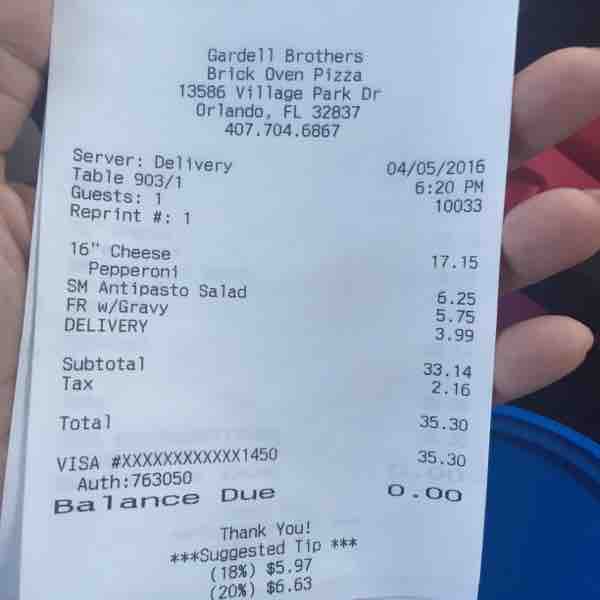 Gardell Brothers
Brick Oven Pizza
13586 Village Park Dr
Orlando, FL 32837
407.704.6867
Server: Delivery 04/05/2016
Table 903/1 6:20 PM
Guests: 1 10033
Reprint #: 1
16" Cheese
Pepperoni 17.15
SM Antipasto Salad 6.25
FR w/Gravy 5.75
DELIVERY 3.99
Subtotal 33.14
Tax 2.16
Total 35.30
VISA #XXXXXXXXXXXX1450 35.30
Auth:763050
Balance Due 0.00
Thank You!
***Suggested Tip ***
(18%) $5.97
(20%) $6.63